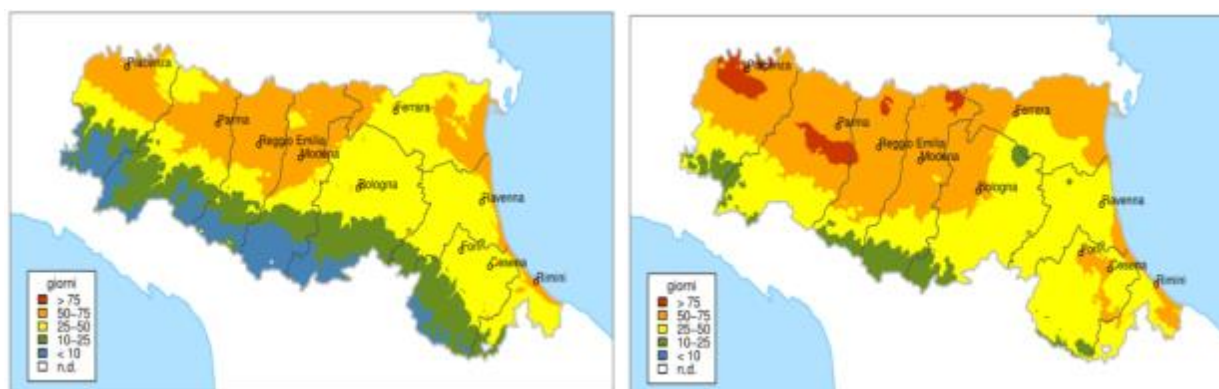 Piacenza
Parma
Reggio Emilia
Modena
Ferrara
Bologna
Ravenna
Forlì
Cesena
Rimini
giorni
> 75
50-75
25-50
10-25
< 10
n.d.
Piacenza
Parma
Reggio Emilia
Modena
Ferrara
Bologna
Ravenna
Forlì
Cesena
Rimini
giorni
> 75
50-75
25-50
10-25
< 10
n.d.